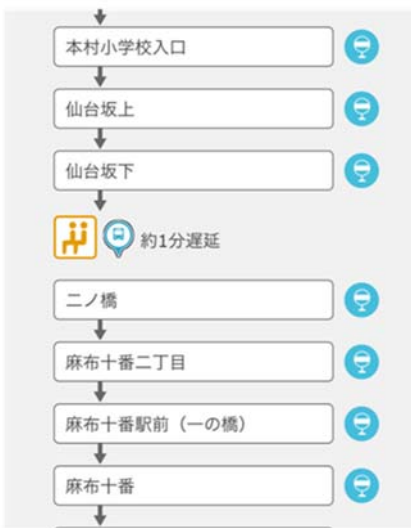 本村小学校入口
仙台坂上
仙台坂下
約1分遅延
二ノ橋
麻布十番二丁目
麻布十番駅前（一の橋）
麻布十番